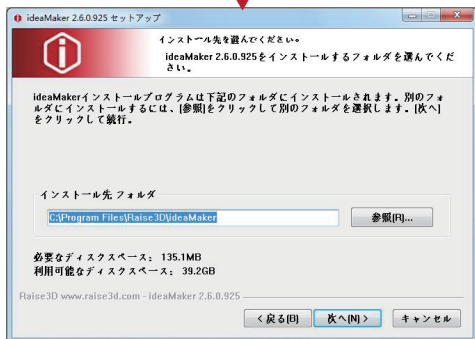 ideaMaker 2.6.0.925 セットアップ
インストール先を選んでください。
ideaMaker 2.6.0.925をインストールするフォルダを選んでくだ
さい。
ideaMakerインストールプログラムは下記のフォルダにインストールされます。別のフォ
ルダにインストールするには、[参照]をクリックして別のフォルダを選択します。[次へ]
をクリックして続行。
インストール先 フォルダ
C:\Program Files\Raise3D\ideaMaker
参照(R)...
必要なディスクスペース: 135.1MB
利用可能なディスクスペース: 39.2GB
Raise3D www.raise3d.com - ideaMaker 2.6.0.925
< 戻る(B)
次へ(N) >
キャンセル